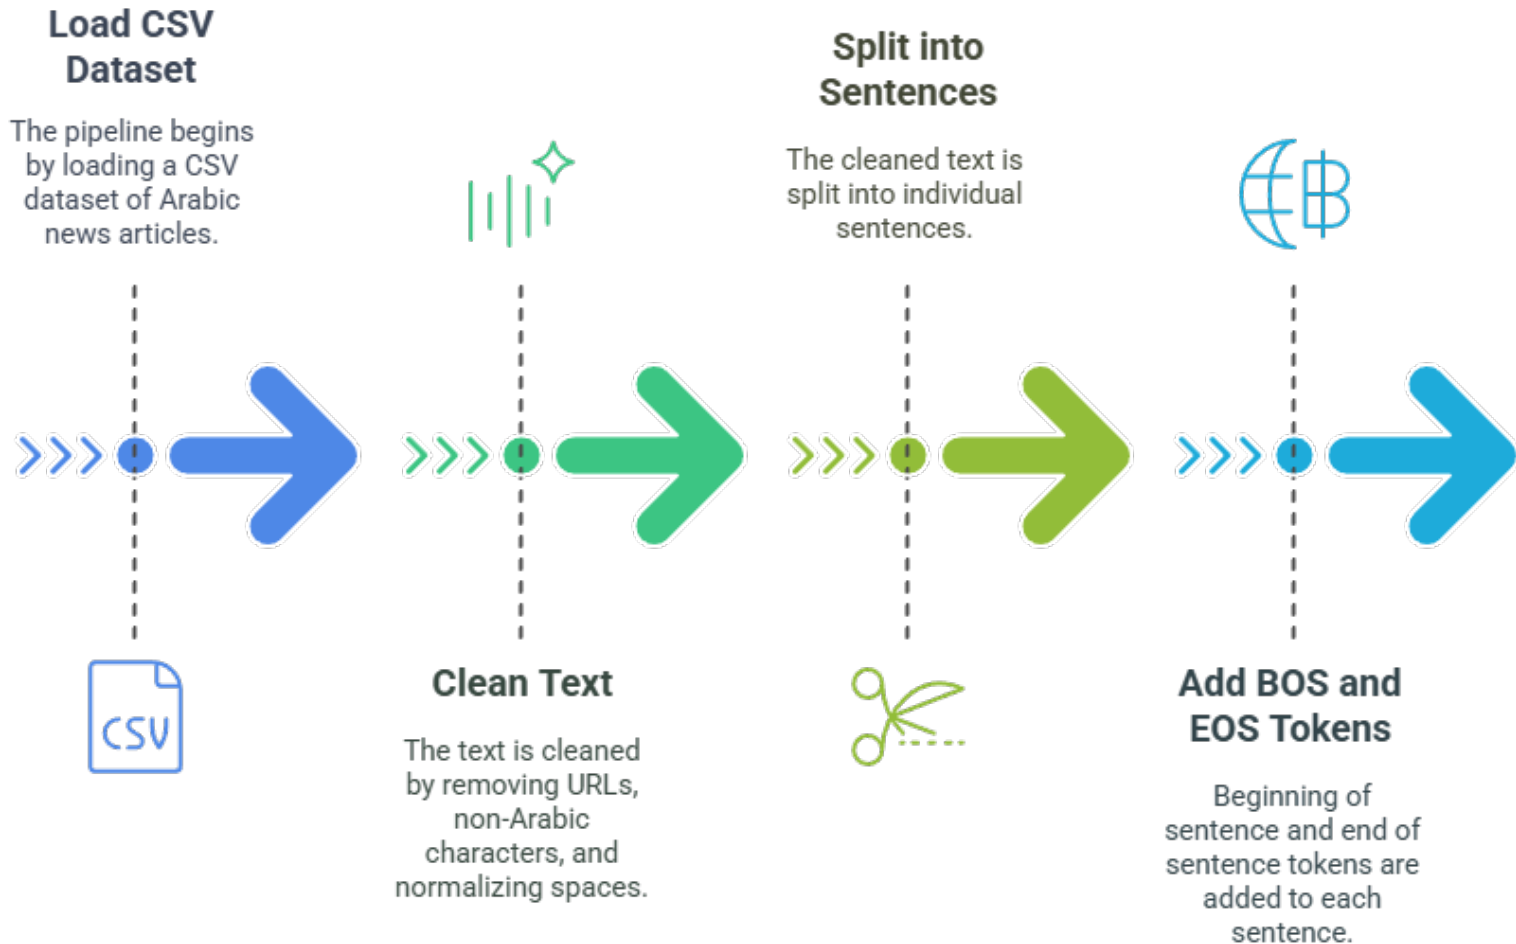 Load CSV
Dataset
The pipeline begins
by loading a CSV
dataset of Arabic
news articles.
CSV
Clean Text
The text is cleaned
by removing URLs,
non-Arabic
characters, and
normalizing spaces.
Split into
Sentences
The cleaned text is
split into individual
sentences.
Add BOS and
EOS Tokens
Beginning of
sentence and end of
sentence tokens are
added to each
sentence.